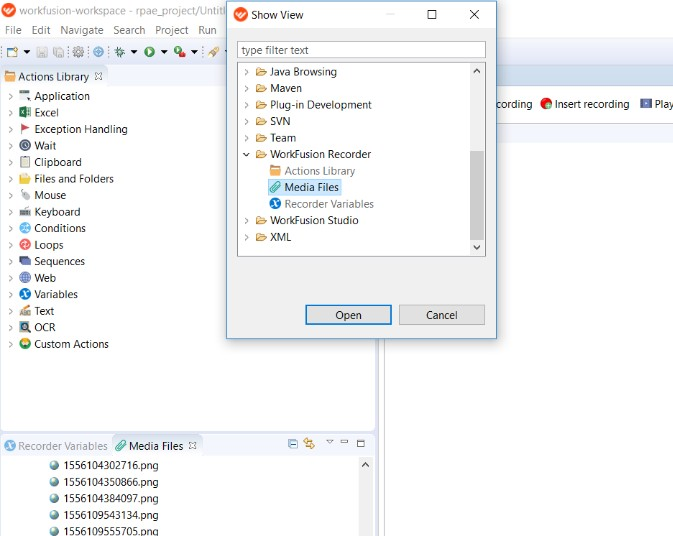 workfusion-workspace - rpae_project/Untitl
File Edit Navigate Search Project Run
Actions Library
Application
Excel
Exception Handling
Wait
Clipboard
Files and Folders
Mouse
Keyboard
Conditions
Loops
Sequences
Web
Variables
Text
OCR
Custom Actions
Show View
type filter text
Java Browsing
Maven
Plug-in Development
SVN
Team
WorkFusion Recorder
Actions Library
Media Files
Recorder Variables
WorkFusion Studio
XML
Open Cancel
cording Insert recording Play
Recorder Variables Media Files
1556104302716.png
1556104350866.png
1556104384097.png
1556109543134.png
1556109555705.png